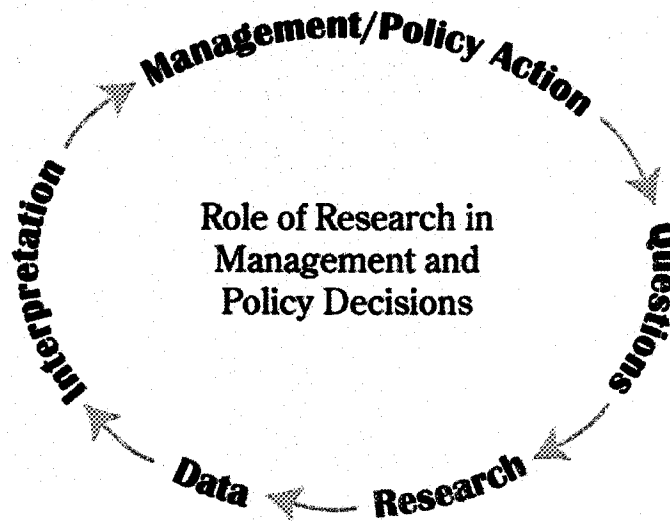 Management/Policy Action
Role of Research in
Management and
Policy Decisions
Questions
Research
Data
Interpretation